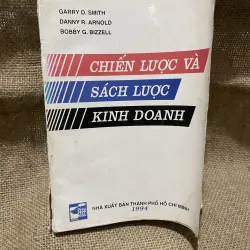 GARRY D. SMITH
DANNY R. ARNOLD
BOBBY G. BIZZELL
CHIẾN LƯỢC VÀ
SÁCH LƯỢC
KINH DOANH
NHÀ XUẤT BẢN THÀNH PHỐ HỒ CHÍ MINH
1994